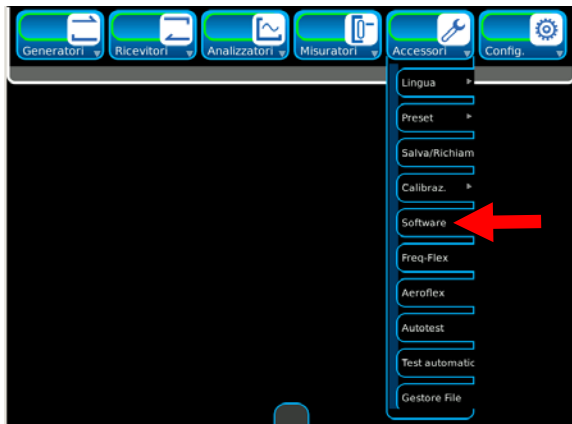 Generatori
Ricevitori
Analizzatori
Misuratori
Accessori
Config.
Lingua
Preset
Salva/Richiam
Calibraz.
Software
Freq-Flex
Aeroflex
Autotest
Test automatic
Gestore File